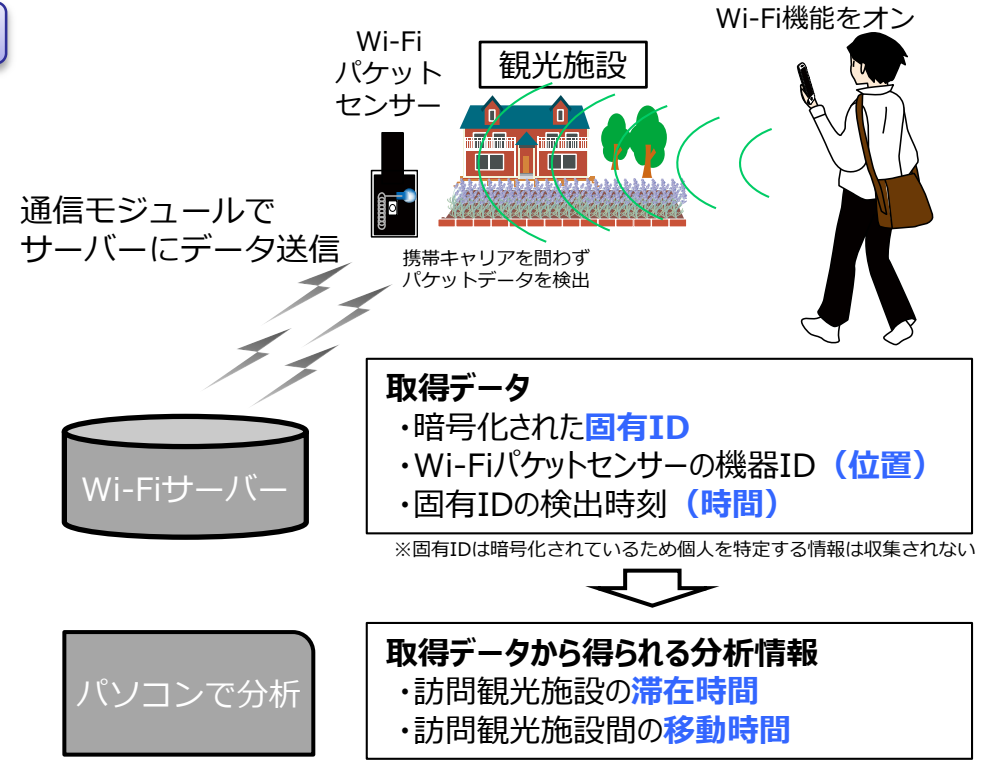 Wi-Fi機能をオン
Wi-Fi
パケット
センサー
観光施設
通信モジュールで
サーバーにデータ送信
携帯キャリアを問わず
パケットデータを検出
取得データ
・暗号化された固有ID
・Wi-Fiパケットセンサーの機器ID（位置）
・固有IDの検出時刻（時間）
Wi-Fiサーバー
※固有IDは暗号化されているため個人を特定する情報は収集されない
パソコンで分析
取得データから得られる分析情報
・訪問観光施設の滞在時間
・訪問観光施設間の移動時間